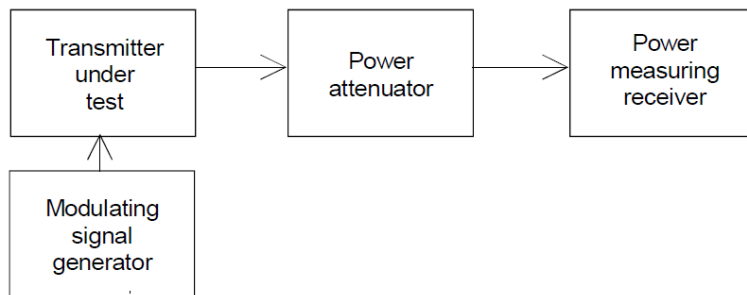 Transmitter
under
test
Power
attenuator
Power
measuring
receiver
Modulating
signal
generator